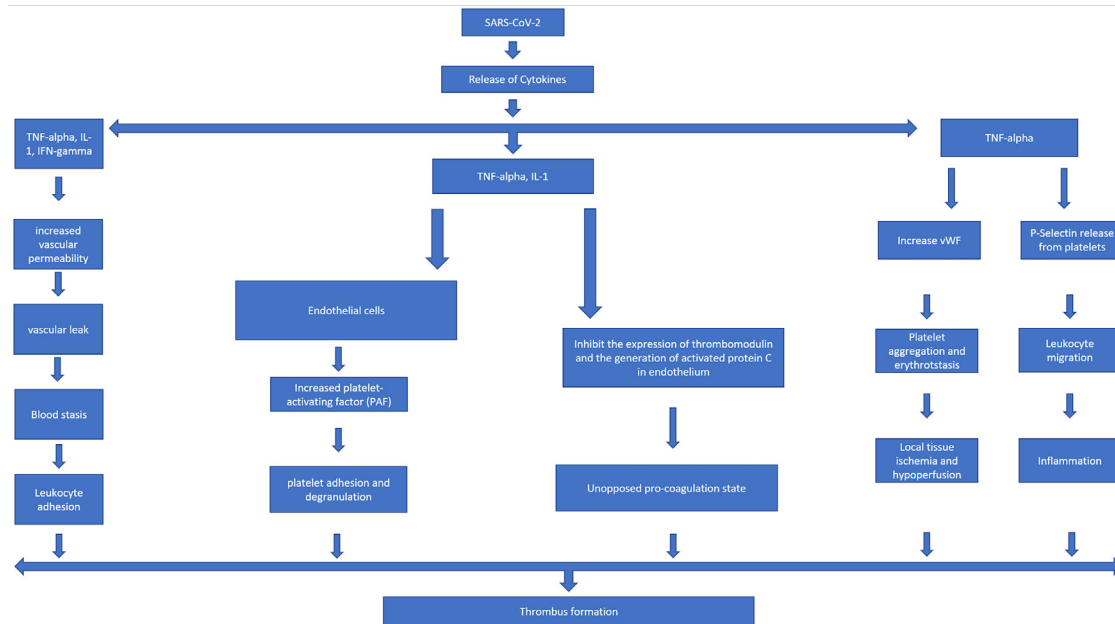 SARS-CoV-2
Release of Cytokines
TNF-alpha, IL-
1, IFN-gamma
TNF-alpha, IL-1
TNF-alpha
increased
vascular
permeability
vascular leak
Blood stasis
Leukocyte
adhesion
Endothelial cells
Increased platelet-
activating factor (PAF)
platelet adhesion and
degranulation
Inhibit the expression of thrombomodulin
and the generation of activated protein C
in endothelium
Unopposed pro-coagulation state
Increase vWF
Platelet
aggregation and
erythrotstasis
Local tissue
ischemia and
hypoperfusion
P-Selectin release
from platelets
Leukocyte
migration
Inflammation
Thrombus formation